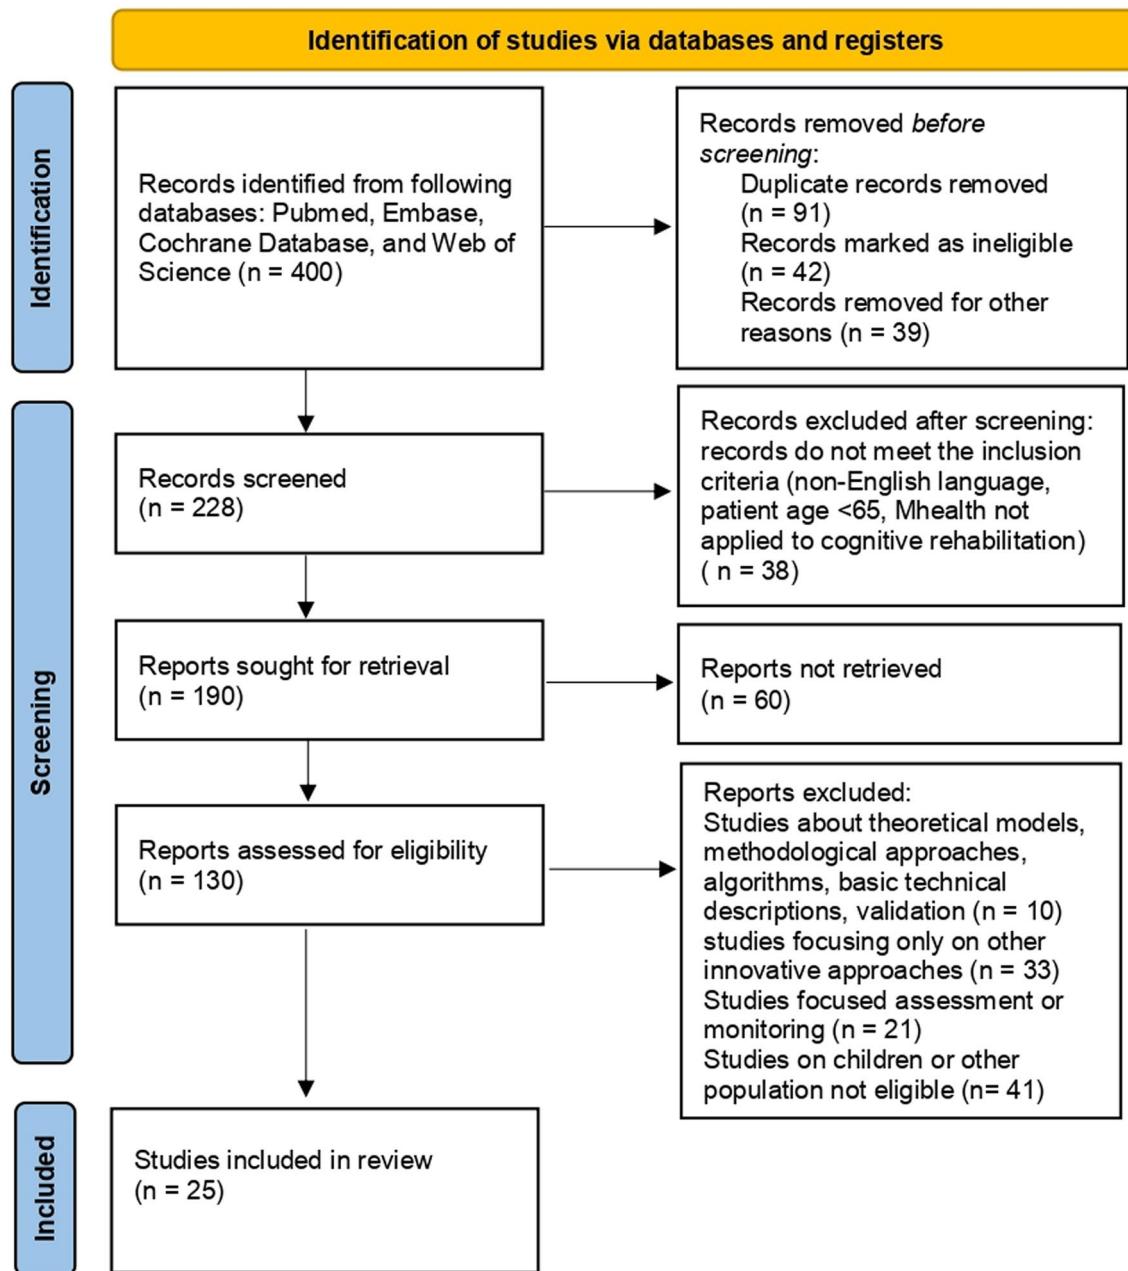 Identification of studies via databases and registers
Identification
Records identified from following
databases: Pubmed, Embase,
Cochrane Database, and Web of
Science (n = 400)
Records removed before
screening:
Duplicate records removed
(n = 91)
Records marked as ineligible
(n = 42)
Records removed for other
reasons (n = 39)
Screening
Records screened
(n = 228)
Records excluded after screening:
records do not meet the inclusion
criteria (non-English language,
patient age <65, Mhealth not
applied to cognitive rehabilitation)
( n = 38)
Reports sought for retrieval
(n = 190)
Reports not retrieved
(n = 60)
Reports assessed for eligibility
(n = 130)
Reports excluded:
Studies about theoretical models,
methodological approaches,
algorithms, basic technical
descriptions, validation (n = 10)
studies focusing only on other
innovative approaches (n = 33)
Studies focused assessment or
monitoring (n = 21)
Studies on children or other
population not eligible (n= 41)
Included
Studies included in review
(n = 25)